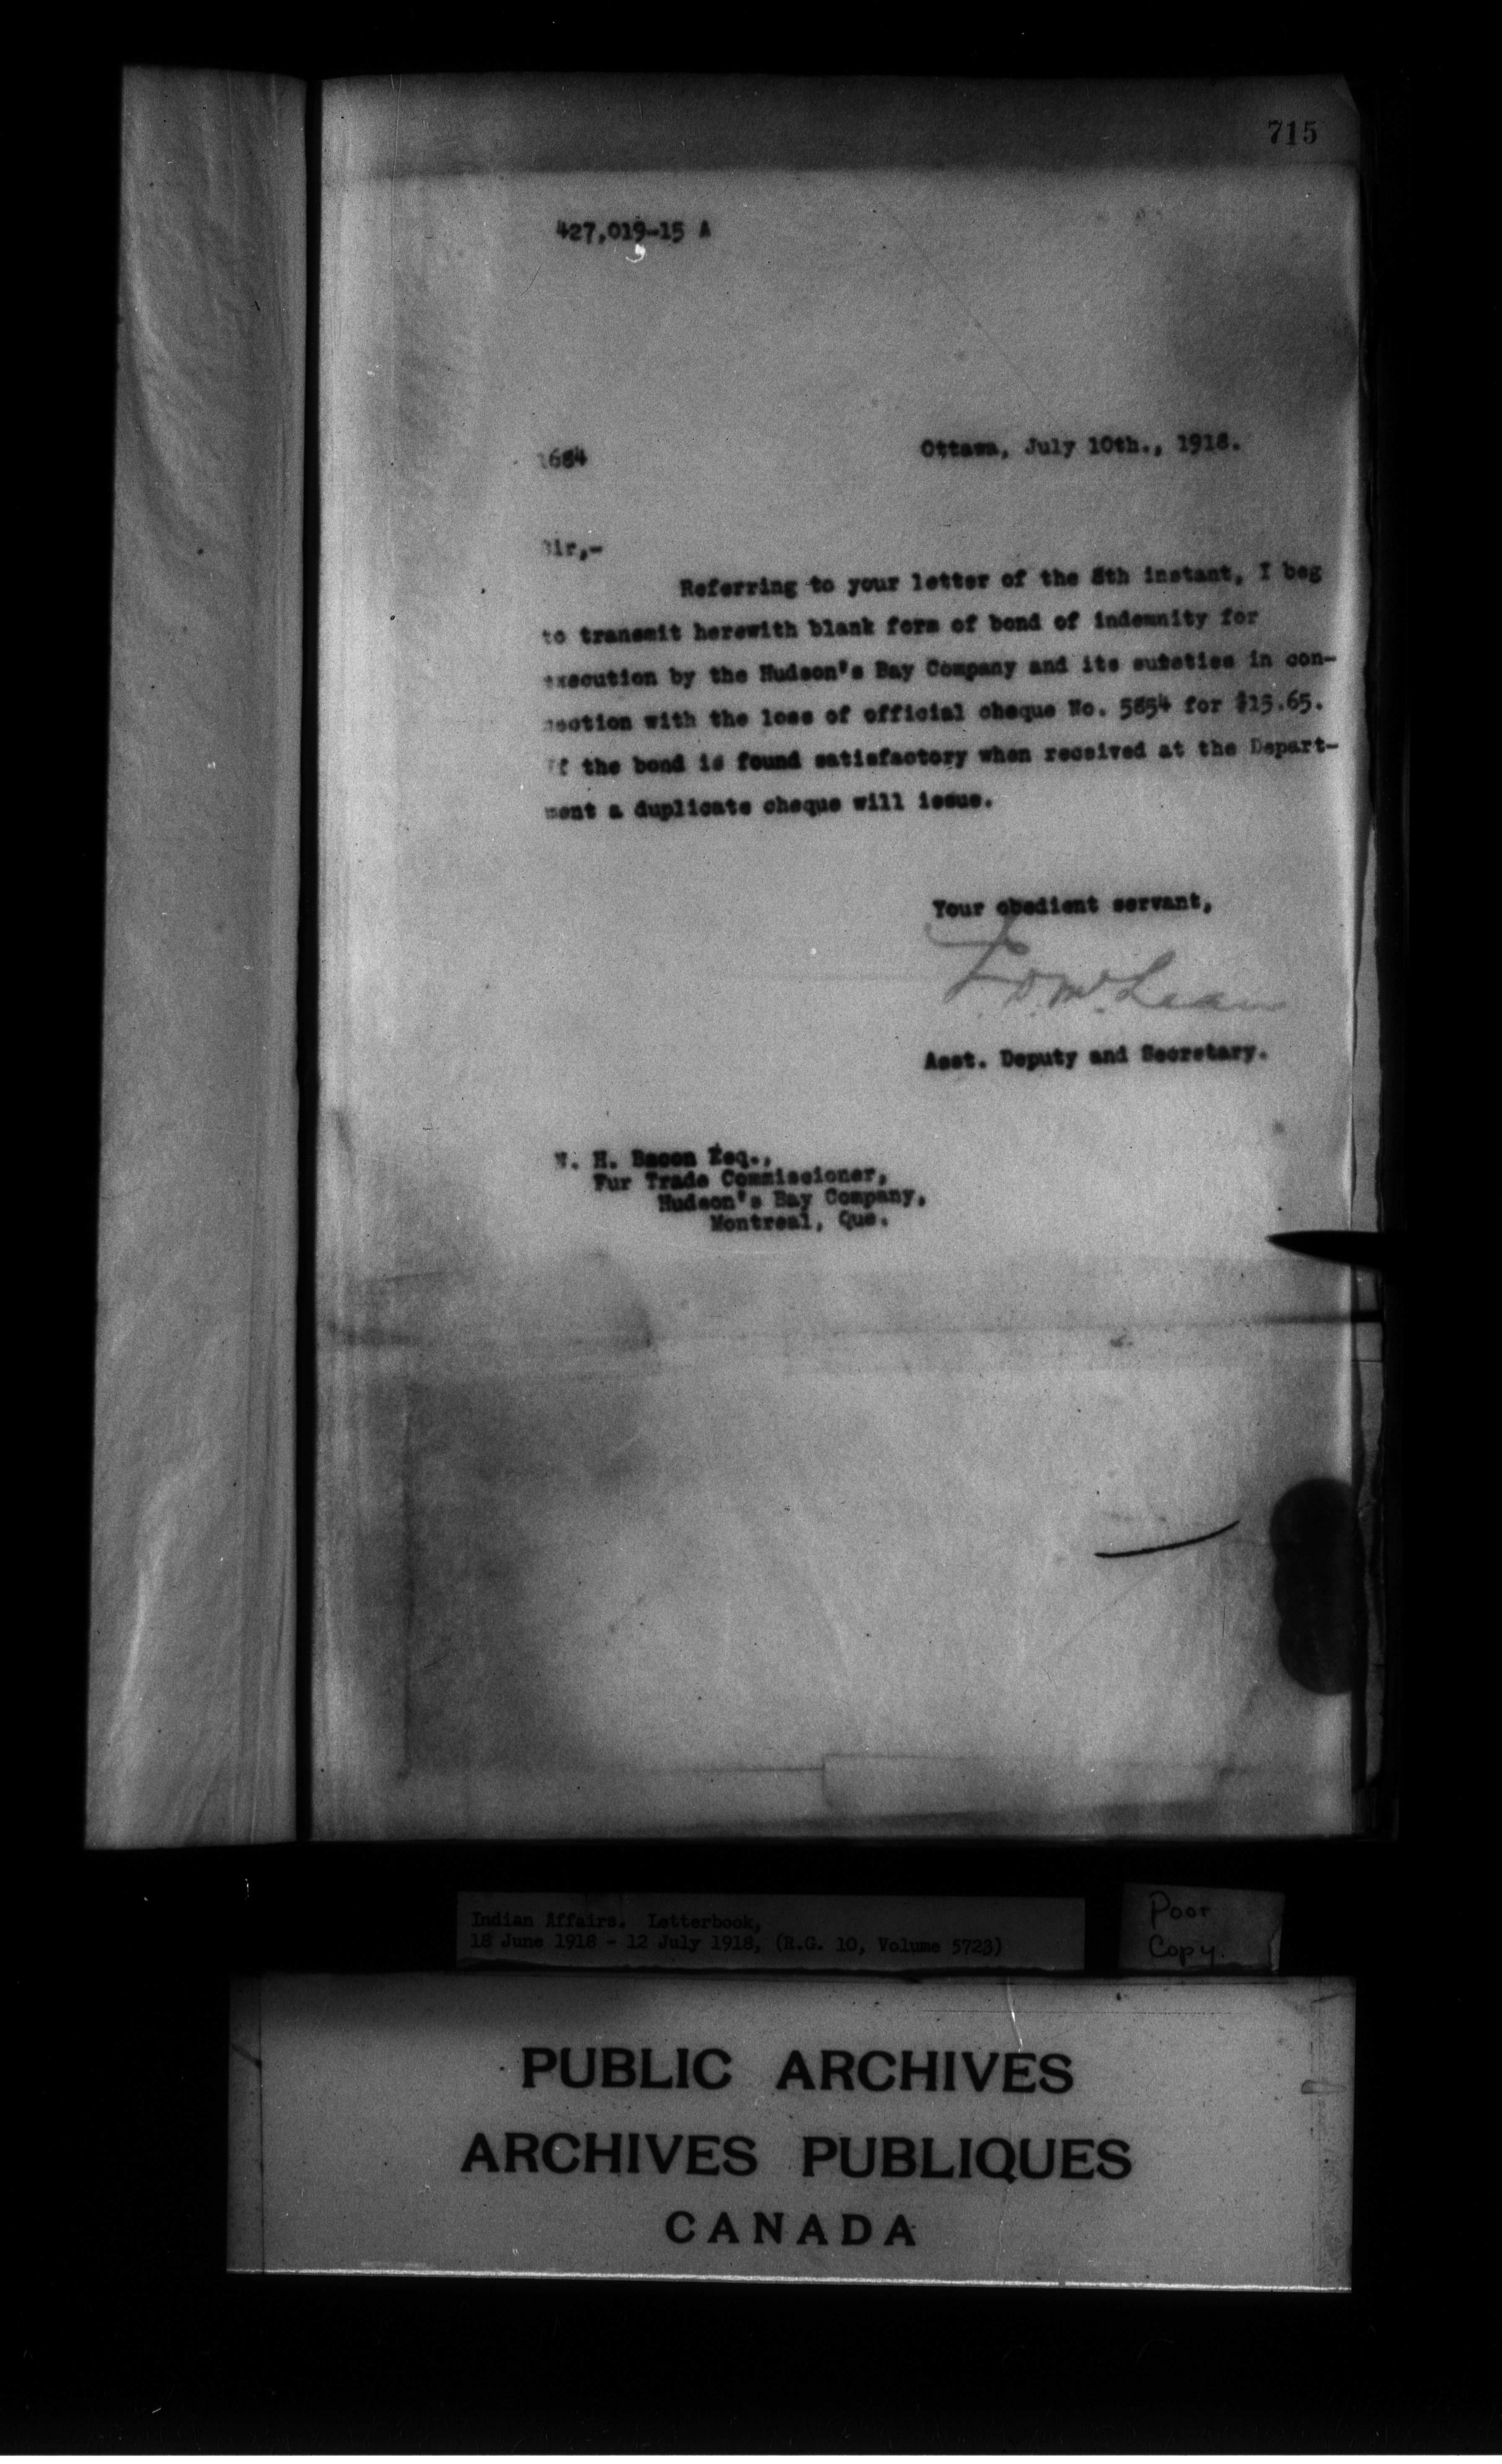 715
427,019-15 A
1684
Ottawa, July 10th., 1918.
Sir,-
Referring to your letter of the 8th instant, I beg
to transmit herewith blank form of bond of indemnity for
execution by the Hudson's Bay Company and its sureties in con-
nection with the loss of official cheque No. 5854 for $15.65.
If the bond is found satisfactory when received at the Depart-
ment a duplicate cheque will issue.
Your obedient servant,
J. D. McLean
Asst. Deputy and Secretary.
W. H. Bacon Esq.,
Fur Trade Commissioner,
Hudson's Bay Company,
Montreal, Que.
Indian Affairs. Letterbook,
18 June 1918 - 12 July 1918, (R.G. 10, Volume 5723)
Poor
Copy.
PUBLIC ARCHIVES
ARCHIVES PUBLIQUES
CANADA